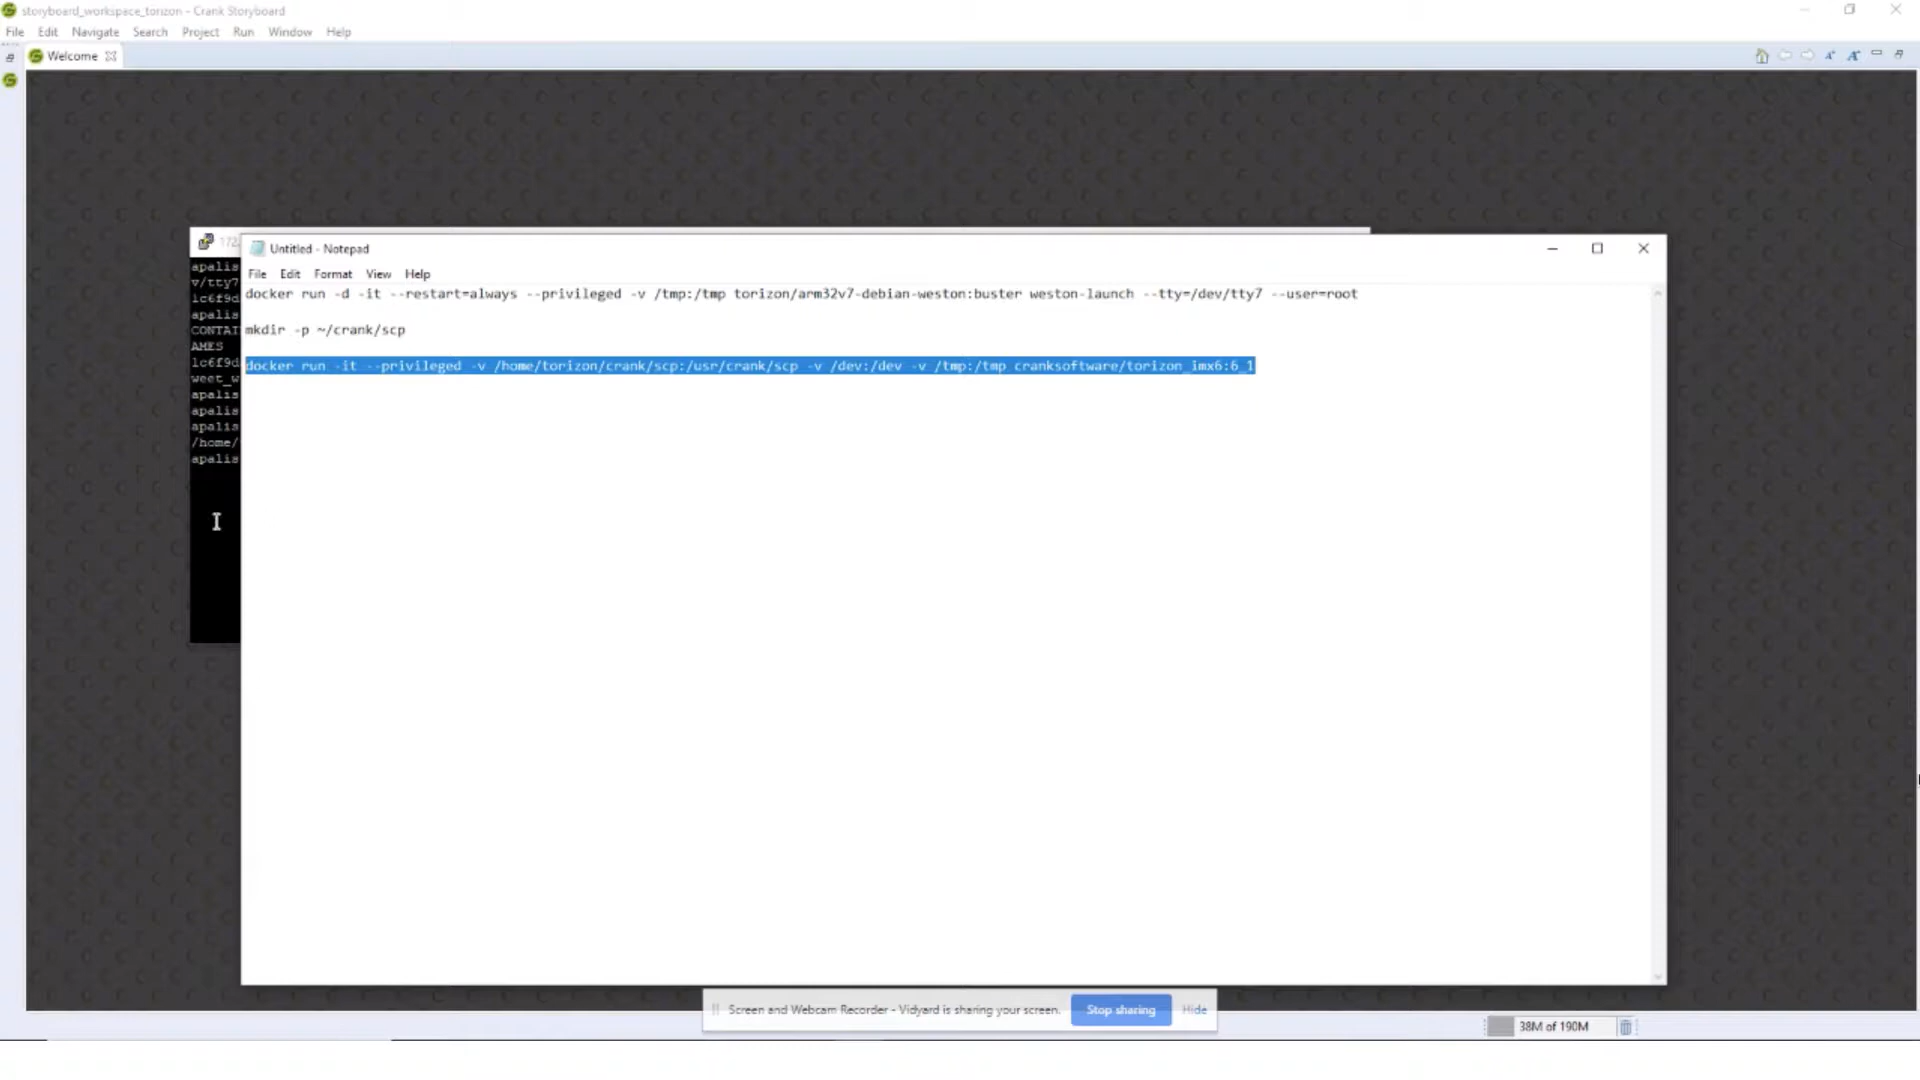 storyboard_workspace_torizon - Crank Storyboard
File Edit Navigate Search Project Run Window Help
Welcome
172.
Untitled - Notepad
File Edit Format View Help
apalis
v/tty7
1c6f9d
apalis
CONTAI
AMES
1c6f9d
weet_w
apalis
apalis
apalis
/home/
apalis
docker run -d -it --restart=always --privileged -v /tmp:/tmp torizon/arm32v7-debian-weston:buster weston-launch --tty=/dev/tty7 --user=root
mkdir -p ~/crank/scp
docker run -it --privileged -v /home/torizon/crank/scp:/usr/crank/scp -v /dev:/dev -v /tmp:/tmp cranksoftware/torizon_imx6:6_1
Screen and Webcam Recorder - Vidyard is sharing your screen. Stop sharing Hide
38M of 190M